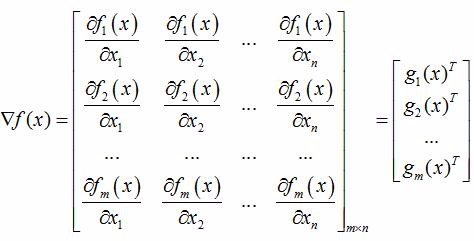 ∇f(x) = [ ∂f₁(x)/∂x₁ ∂f₁(x)/∂x₂ ... ∂f₁(x)/∂xₙ
∂f₂(x)/∂x₁ ∂f₂(x)/∂x₂ ... ∂f₂(x)/∂xₙ
... ... ... ...
∂fₘ(x)/∂x₁ ∂fₘ(x)/∂x₂ ... ∂fₘ(x)/∂xₙ ]ₘ×ₙ
= [ g₁(x)ᵀ
g₂(x)ᵀ
...
gₘ(x)ᵀ ]